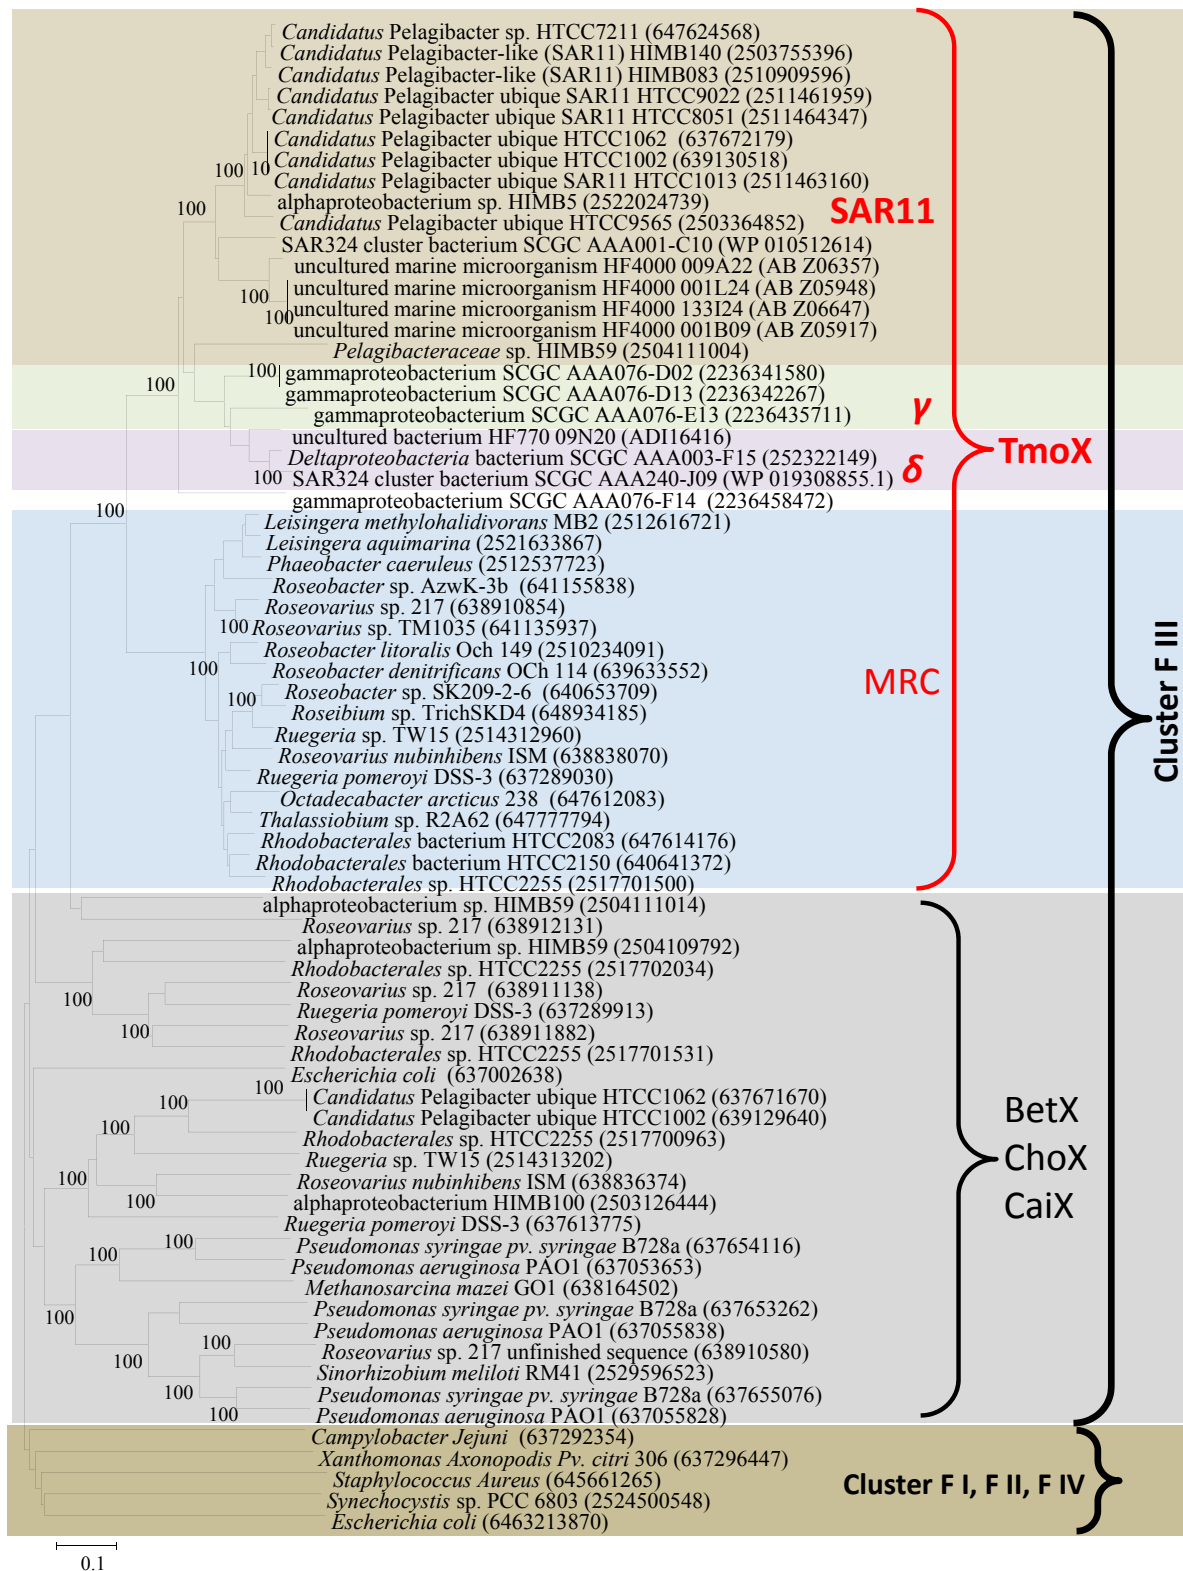 Candidatus Pelagibacter sp. HTCC7211 (647624568)
Candidatus Pelagibacter-like (SAR11) HIMB140 (2503755396)
Candidatus Pelagibacter-like (SAR11) HIMB083 (2510909596)
Candidatus Pelagibacter ubique SAR11 HTCC9022 (2511461959)
Candidatus Pelagibacter ubique SAR11 HTCC8051 (2511464347)
Candidatus Pelagibacter ubique HTCC1062 (637672179)
100 10 Candidatus Pelagibacter ubique HTCC1002 (639130518)
Candidatus Pelagibacter ubique SAR11 HTCC1013 (2511463160)
100 alphaproteobacterium sp. HIMB5 (2522024739)
SAR11
Candidatus Pelagibacter ubique HTCC9565 (2503364852)
SAR324 cluster bacterium SCGC AAA001-C10 (WP 010512614)
uncultured marine microorganism HF4000 009A22 (AB Z06357)
100 uncultured marine microorganism HF4000 001L24 (AB Z05948)
100 uncultured marine microorganism HF4000 133I24 (AB Z06647)
uncultured marine microorganism HF4000 001B09 (AB Z05917)
Pelagibacteraceae sp. HIMB59 (2504111004)
100 100 gammaproteobacterium SCGC AAA076-D02 (2236341580)
gammaproteobacterium SCGC AAA076-D13 (2236342267)
γ
gammaproteobacterium SCGC AAA076-E13 (2236435711)
uncultured bacterium HF770 09N20 (ADI16416)
TmoX
Deltaproteobacteria bacterium SCGC AAA003-F15 (252322149)
δ
100 SAR324 cluster bacterium SCGC AAA240-J09 (WP 019308855.1)
100 gammaproteobacterium SCGC AAA076-F14 (2236458472)
Leisingera methylohalidivorans MB2 (2512616721)
Leisingera aquimarina (2521633867)
Phaeobacter caeruleus (2512537723)
Roseobacter sp. AzwK-3b (641155838)
Roseovarius sp. 217 (638910854)
100 Roseovarius sp. TM1035 (641135937)
Roseobacter litoralis Och 149 (2510234091)
100 Roseobacter denitrificans OCh 114 (639633552)
MRC
100 Roseobacter sp. SK209-2-6 (640653709)
Roseibium sp. TrichSKD4 (648934185)
Cluster F III
Ruegeria sp. TW15 (2514312960)
Roseovarius nubinhibens ISM (638838070)
Ruegeria pomeroyi DSS-3 (637289030)
Octadecabacter arcticus 238 (647612083)
Thalassiobium sp. R2A62 (647777794)
Rhodobacterales bacterium HTCC2083 (647614176)
Rhodobacterales bacterium HTCC2150 (640641372)
Rhodobacterales sp. HTCC2255 (2517701500)
alphaproteobacterium sp. HIMB59 (2504111014)
Roseovarius sp. 217 (638912131)
alphaproteobacterium sp. HIMB59 (2504109792)
Rhodobacterales sp. HTCC2255 (2517702034)
100 Roseovarius sp. 217 (638911138)
Ruegeria pomeroyi DSS-3 (637289913)
100 Roseovarius sp. 217 (638911882)
Rhodobacterales sp. HTCC2255 (2517701531)
Escherichia coli (637002638)
100 Candidatus Pelagibacter ubique HTCC1062 (637671670)
100 Candidatus Pelagibacter ubique HTCC1002 (639129640)
BetX
100 Rhodobacterales sp. HTCC2255 (2517700963)
Ruegeria sp. TW15 (2514313202)
ChoX
100 Roseovarius nubinhibens ISM (638836374)
100 alphaproteobacterium HIMB100 (2503126444)
CaiX
Ruegeria pomeroyi DSS-3 (637613775)
100 Pseudomonas syringae pv. syringae B728a (637654116)
100 Pseudomonas aeruginosa PAO1 (637053653)
Methanosarcina mazei GO1 (638164502)
100 Pseudomonas syringae pv. syringae B728a (637653262)
Pseudomonas aeruginosa PAO1 (637055838)
100 Roseovarius sp. 217 unfinished sequence (638910580)
100 Sinorhizobium meliloti RM41 (2529596523)
100 Pseudomonas syringae pv. syringae B728a (637655076)
100 Pseudomonas aeruginosa PAO1 (637055828)
Campylobacter Jejuni (637292354)
Xanthomonas Axonopodis Pv. citri 306 (637296447)
Staphylococcus Aureus (645661265)
Cluster F I, F II, F IV
Synechocystis sp. PCC 6803 (2524500548)
Escherichia coli (6463213870)
0.1